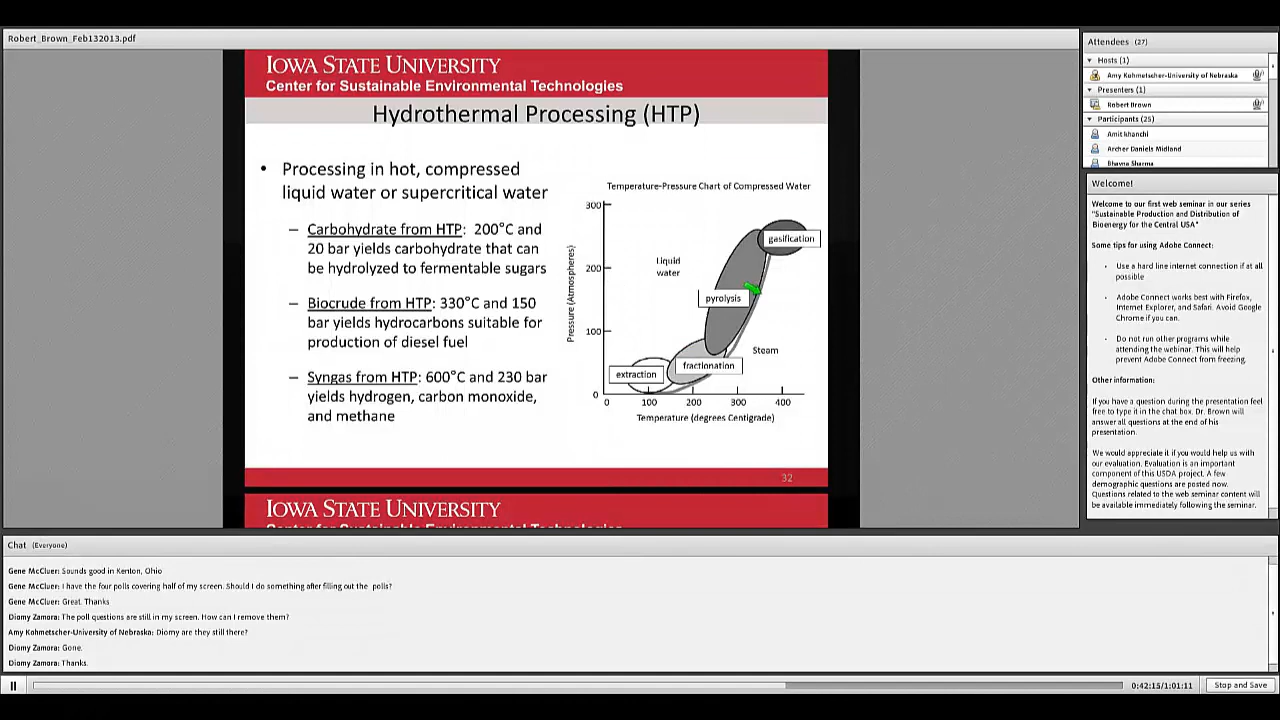 Robert_Brown_Feb132013.pdf
IOWA STATE UNIVERSITY
Center for Sustainable Environmental Technologies
Hydrothermal Processing (HTP)
• Processing in hot, compressed
liquid water or supercritical water
– Carbohydrate from HTP: 200°C and
20 bar yields carbohydrate that can
be hydrolyzed to fermentable sugars
– Biocrude from HTP: 330°C and 150
bar yields hydrocarbons suitable for
production of diesel fuel
– Syngas from HTP: 600°C and 230 bar
yields hydrogen, carbon monoxide,
and methane
Temperature-Pressure Chart of Compressed Water
Pressure (Atmospheres)
300
200
100
0
Liquid
water
gasification
pyrolysis
Steam
fractionation
extraction
0 100 200 300 400
Temperature (degrees Centigrade)
32
IOWA STATE UNIVERSITY
Center for Sustainable Environmental Technologies
Attendees (27)
Hosts (1)
Amy Kohmetscher-University of Nebraska
Presenters (1)
Robert Brown
Participants (25)
Amit khanchi
Archer Daniels Midland
Bhavna Sharma
Welcome!
Welcome to our first web seminar in our series
"Sustainable Production and Distribution of
Bioenergy for the Central USA"
Some tips for using Adobe Connect:
• Use a hard line internet connection if at all
possible
• Adobe Connect works best with Firefox,
Internet Explorer, and Safari. Avoid Google
Chrome if you can.
• Do not run other programs while
attending the webinar. This will help
prevent Adobe Connect from freezing.
Other information:
If you have a question during the presentation feel
free to type it in the chat box. Dr. Brown will
answer all questions at the end of his
presentation.
We would appreciate it if you would help us with
our evaluation. Evaluation is an important
component of this USDA project. A few
demographic questions are posted now.
Questions related to the web seminar content will
be available immediately following the seminar.
Chat (Everyone)
Gene McCluer: Sounds good in Kenton, Ohio
Gene McCluer: I have the four polls covering half of my screen. Should I do something after filling out the polls?
Gene McCluer: Great. Thanks
Diomy Zamora: The poll questions are still in my screen. How can I remove them?
Amy Kohmetscher-University of Nebraska: Diomy are they still there?
Diomy Zamora: Gone.
Diomy Zamora: Thanks.
0:42:15/1:01:11
Stop and Save